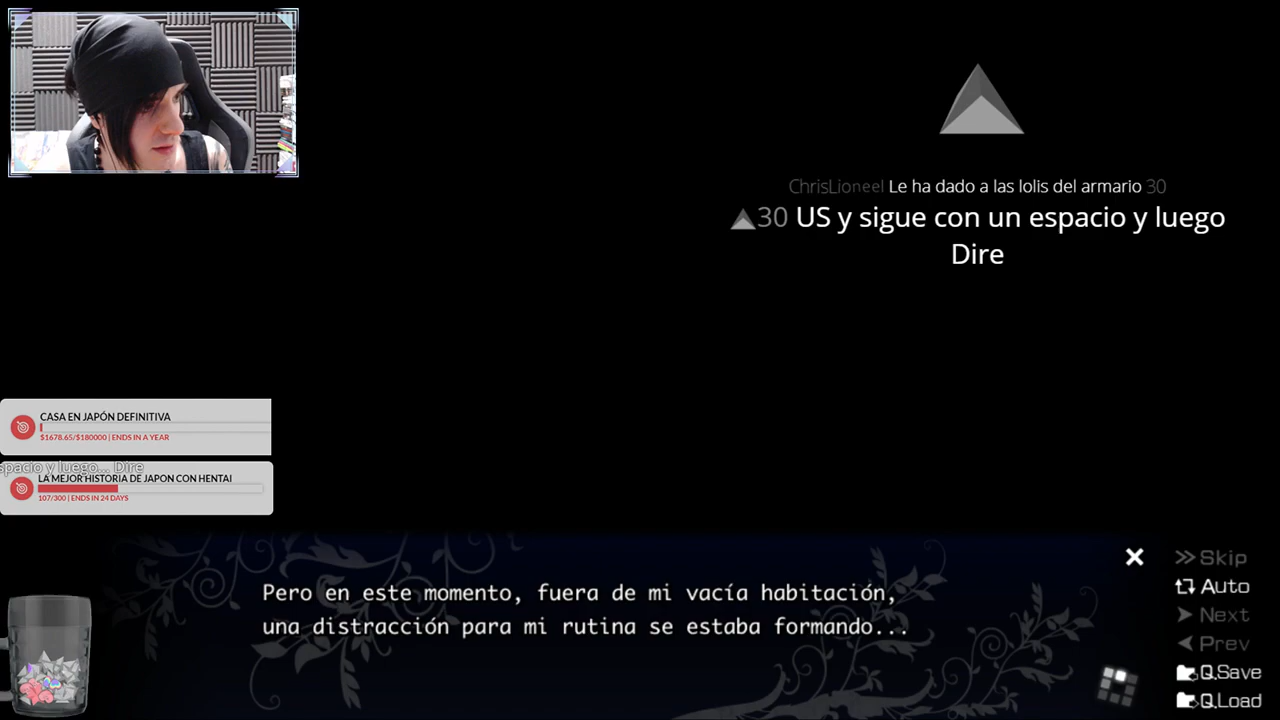 ChrisLioneel Le ha dado a las lolis del armario 30
30 US y sigue con un espacio y luego
Dire
CASA EN JAPÓN DEFINITIVA
$1678.65/$180000 | ENDS IN A YEAR
spacio y luego... Dire
LA MEJOR HISTORIA DE JAPON CON HENTAI
107/300 | ENDS IN 24 DAYS
Pero en este momento, fuera de mi vacía habitación,
una distracción para mi rutina se estaba formando...
Skip
Auto
Next
Prev
Q.Save
Q.Load